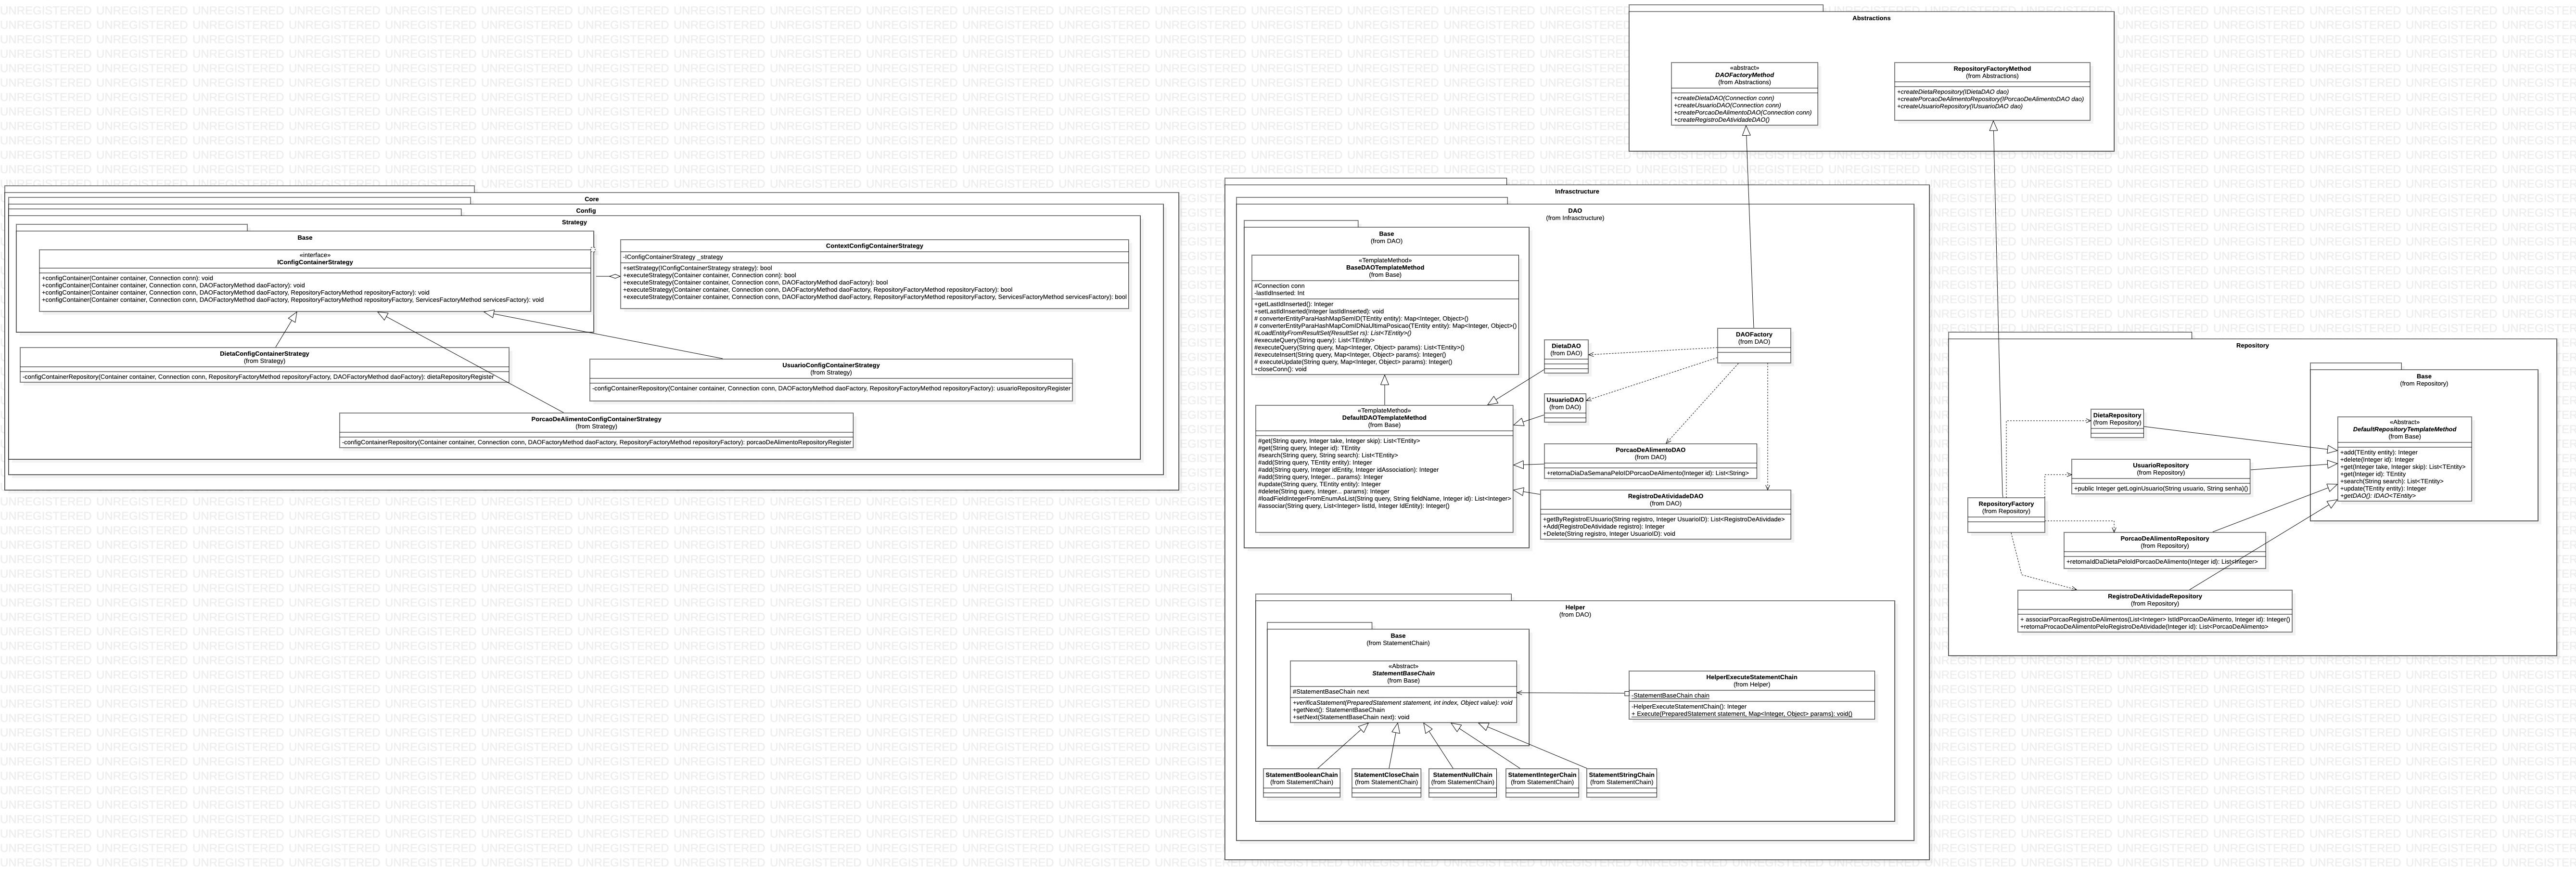 Abstractions
«abstract»
DAOFactoryMethod
(from Abstractions)
+createDietaDAO(Connection conn)
+createUsuarioDAO(Connection conn)
+createPorcaoDeAlimentoDAO(Connection conn)
+createRegistroDeAtividadeDAO()
RepositoryFactoryMethod
(from Abstractions)
+createDietaRepository(IDietaDAO dao)
+createPorcaoDeAlimentoRepository(IPorcaoDeAlimentoDAO dao)
+createUsuarioRepository(IUsuarioDAO dao)
Core
Config
Strategy
Base
«interface»
IConfigContainerStrategy
+configContainer(Container container, Connection conn): void
+configContainer(Container container, Connection conn, DAOFactoryMethod daoFactory): void
+configContainer(Container container, Connection conn, DAOFactoryMethod daoFactory, RepositoryFactoryMethod repositoryFactory): void
+configContainer(Container container, Connection conn, DAOFactoryMethod daoFactory, RepositoryFactoryMethod repositoryFactory, ServicesFactoryMethod servicesFactory): void
ContextConfigContainerStrategy
-IConfigContainerStrategy _strategy
+setStrategy(IConfigContainerStrategy strategy): bool
+executeStrategy(Container container, Connection conn): bool
+executeStrategy(Container container, Connection conn, DAOFactoryMethod daoFactory): bool
+executeStrategy(Container container, Connection conn, DAOFactoryMethod daoFactory, RepositoryFactoryMethod repositoryFactory): bool
+executeStrategy(Container container, Connection conn, DAOFactoryMethod daoFactory, RepositoryFactoryMethod repositoryFactory, ServicesFactoryMethod servicesFactory): bool
DietaConfigContainerStrategy
(from Strategy)
-configContainerRepository(Container container, Connection conn, RepositoryFactoryMethod repositoryFactory, DAOFactoryMethod daoFactory): dietaRepositoryRegister
UsuarioConfigContainerStrategy
(from Strategy)
-configContainerRepository(Container container, Connection conn, DAOFactoryMethod daoFactory, RepositoryFactoryMethod repositoryFactory): usuarioRepositoryRegister
PorcaoDeAlimentoConfigContainerStrategy
(from Strategy)
-configContainerRepository(Container container, Connection conn, DAOFactoryMethod daoFactory, RepositoryFactoryMethod repositoryFactory): porcaoDeAlimentoRepositoryRegister
Infrasctructure
DAO
(from Infrasctructure)
Base
(from DAO)
«TemplateMethod»
BaseDAOTemplateMethod
(from Base)
#Connection conn
-lastIdInserted: Int
+getLastIdInserted(): Integer
+setLastIdInserted(Integer lastIdInserted): void
# converterEntityParaHashMapSemID(TEntity entity): Map<Integer, Object>()
# converterEntityParaHashMapComIDNaUltimaPosicao(TEntity entity): Map<Integer, Object>()
#LoadEntityFromResultSet(ResultSet rs): List<TEntity>()
#executeQuery(String query): List<TEntity>
#executeQuery(String query, Map<Integer, Object> params): List<TEntity>()
#executeInsert(String query, Map<Integer, Object> params): Integer()
# executeUpdate(String query, Map<Integer, Object> params): Integer()
+closeConn(): void
«TemplateMethod»
DefaultDAOTemplateMethod
(from Base)
#get(String query, Integer take, Integer skip): List<TEntity>
#get(String query, Integer id): TEntity
#search(String query, String search): List<TEntity>
#add(String query, TEntity entity): Integer
#add(String query, Integer idEntity, Integer idAssociation): Integer
#add(String query, Integer... params): Integer
#update(String query, TEntity entity): Integer
#delete(String query, Integer... params): Integer
#loadFieldIntegerFromEnumAsList(String query, String fieldName, Integer id): List<Integer>
#associar(String query, List<Integer> listId, Integer IdEntity): Integer()
DAOFactory
(from DAO)
DietaDAO
(from DAO)
UsuarioDAO
(from DAO)
PorcaoDeAlimentoDAO
(from DAO)
+retornaDiaDaSemanaPeloIDPorcaoDeAlimento(Integer id): List<String>
RegistroDeAtividadeDAO
(from DAO)
+getByRegistroEUsuario(String registro, Integer UsuarioID): List<RegistroDeAtividade>
+Add(RegistroDeAtividade registro): Integer
+Delete(String registro, Integer UsuarioID): void
Helper
(from DAO)
Base
(from StatementChain)
«Abstract»
StatementBaseChain
(from Base)
#StatementBaseChain next
+verificaStatement(PreparedStatement statement, int index, Object value): void
+getNext(): StatementBaseChain
+setNext(StatementBaseChain next): void
HelperExecuteStatementChain
(from Helper)
-StatementBaseChain chain
-HelperExecuteStatementChain(): Integer
+ Execute(PreparedStatement statement, Map<Integer, Object> params): void()
StatementBooleanChain
(from StatementChain)
StatementCloseChain
(from StatementChain)
StatementNullChain
(from StatementChain)
StatementIntegerChain
(from StatementChain)
StatementStringChain
(from StatementChain)
Repository
Base
(from Repository)
«Abstract»
DefaultRepositoryTemplateMethod
(from Base)
+add(TEntity entity): Integer
+delete(Integer id): Integer
+get(Integer take, Integer skip): List<TEntity>
+get(Integer id): TEntity
+search(String search): List<TEntity>
+update(TEntity entity): Integer
+getDAO(): IDAO<TEntity>
DietaRepository
(from Repository)
UsuarioRepository
(from Repository)
+public Integer getLoginUsuario(String usuario, String senha)()
RepositoryFactory
(from Repository)
PorcaoDeAlimentoRepository
(from Repository)
+retornaIdDaDietaPeloIdPorcaoDeAlimento(Integer id): List<Integer>
RegistroDeAtividadeRepository
(from Repository)
+ associarPorcaoRegistroDeAlimentos(List<Integer> lstIdPorcaoDeAlimento, Integer id): Integer()
+retornaProcaoDeAlimentoPeloRegistroDeAtividade(Integer id): List<PorcaoDeAlimento>